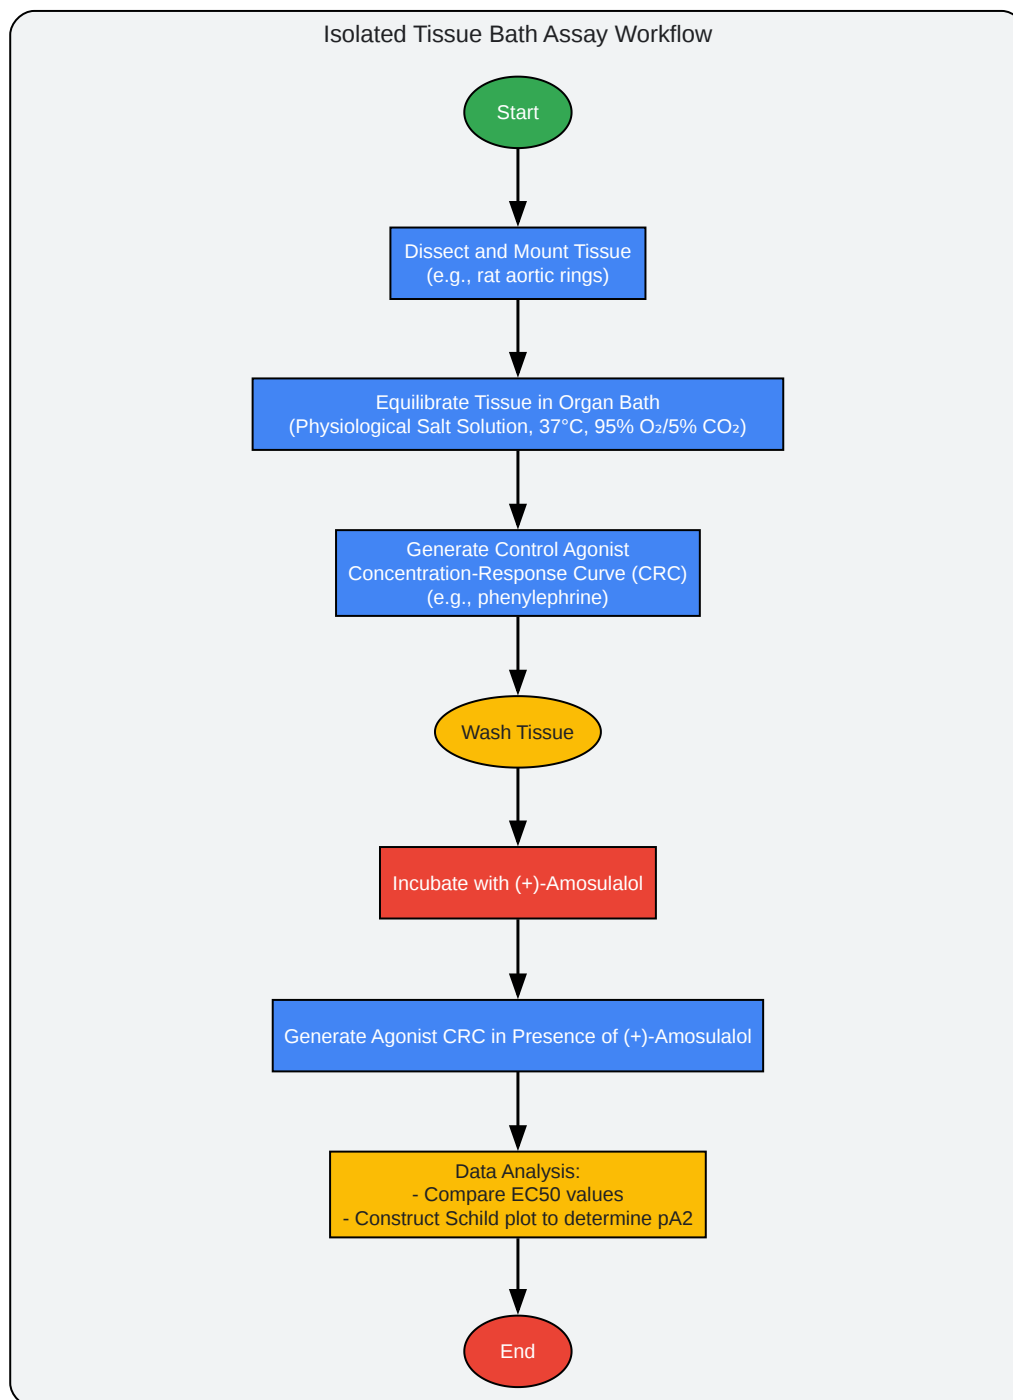 Isolated Tissue Bath Assay Workflow
Start
Dissect and Mount Tissue
(e.g., rat aortic rings)
Equilibrate Tissue in Organ Bath
(Physiological Salt Solution, 37°C, 95% O₂/5% CO₂)
Generate Control Agonist
Concentration-Response Curve (CRC)
(e.g., phenylephrine)
Wash Tissue
Incubate with (+)-Amosulalol
Generate Agonist CRC in Presence of (+)-Amosulalol
Data Analysis:
- Compare EC50 values
- Construct Schild plot to determine pA2
End